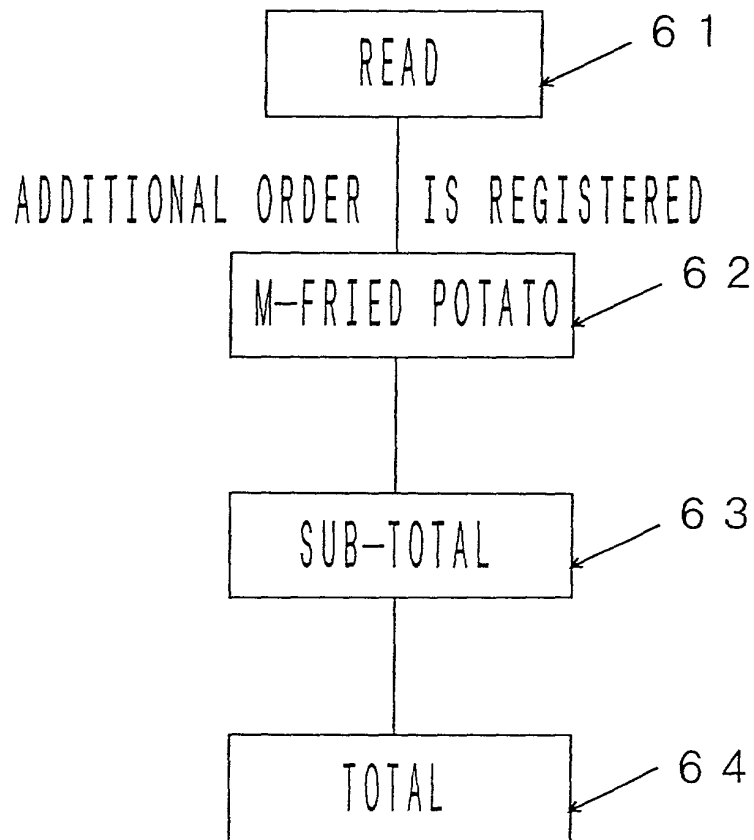 READ
61
ADDITIONAL ORDER IS REGISTERED
M-FRIED POTATO
62
SUB-TOTAL
63
TOTAL
64